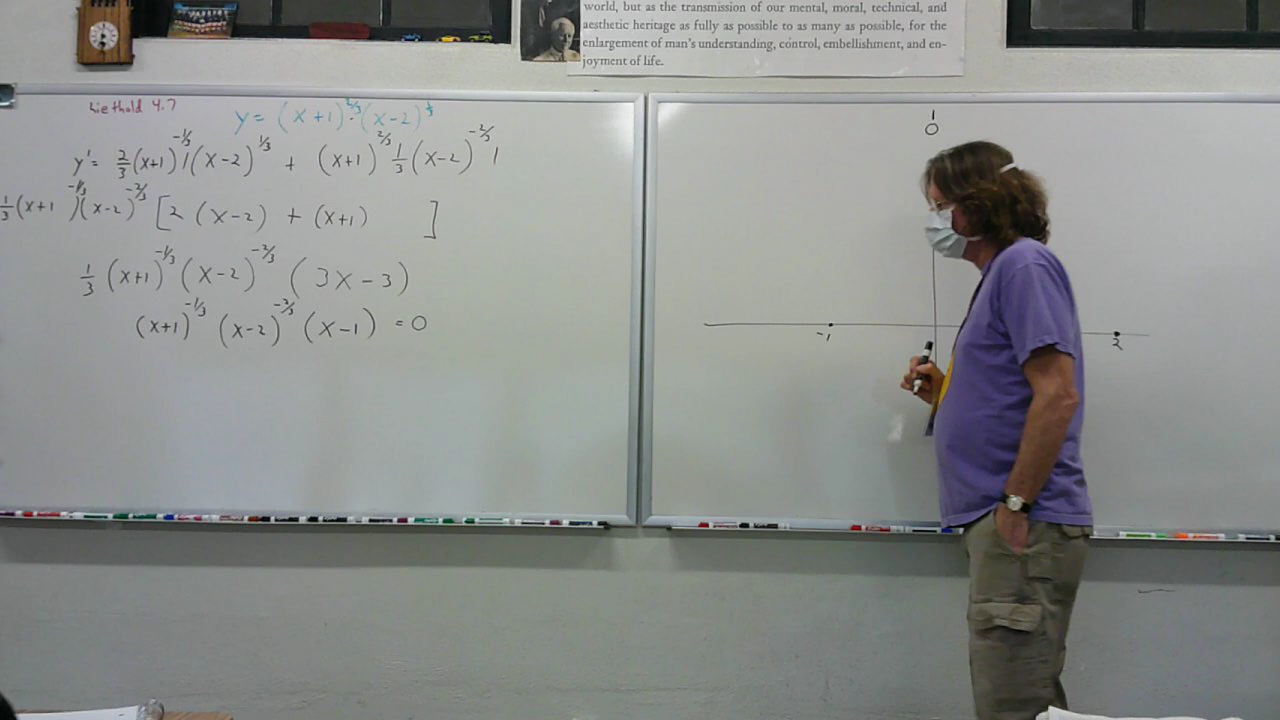 world, but as the transmission of our mental, moral, technical, and
aesthetic heritage as fully as possible to as many as possible, for the
enlargement of man's understanding, control, embellishment, and en-
joyment of life.
Liethold 4.7
y = (x+1)^2/3 · (x-2)^1/3
y' = 2/3 (x+1)^-1/3 1 (x-2)^1/3 + (x+1)^2/3 1/3 (x-2)^-2/3 1
1/3 (x+1 )^-1/3 (x-2)^-2/3 [2 (x-2) + (x+1) ]
1/3 (x+1)^-1/3 (x-2)^-2/3 (3x-3)
(x+1)^-1/3 (x-2)^-2/3 (x-1) = 0
1
0
-1
2